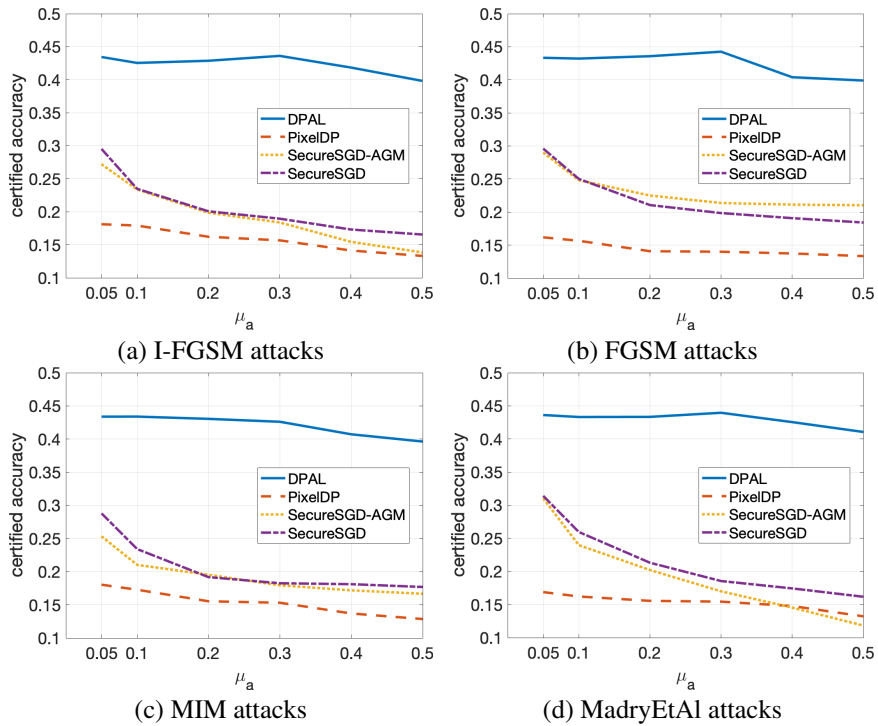 0.5
0.45
0.4
0.35
0.3
0.25
0.2
0.15
0.1
certified accuracy
DPAL
PixelDP
SecureSGD-AGM
SecureSGD
0.05 0.1 0.2 0.3 0.4 0.5
μa
(a) I-FGSM attacks
0.5
0.45
0.4
0.35
0.3
0.25
0.2
0.15
0.1
certified accuracy
DPAL
PixelDP
SecureSGD-AGM
SecureSGD
0.05 0.1 0.2 0.3 0.4 0.5
μa
(b) FGSM attacks
0.5
0.45
0.4
0.35
0.3
0.25
0.2
0.15
0.1
certified accuracy
DPAL
PixelDP
SecureSGD-AGM
SecureSGD
0.05 0.1 0.2 0.3 0.4 0.5
μa
(c) MIM attacks
0.5
0.45
0.4
0.35
0.3
0.25
0.2
0.15
0.1
certified accuracy
DPAL
PixelDP
SecureSGD-AGM
SecureSGD
0.05 0.1 0.2 0.3 0.4 0.5
μa
(d) MadryEtAl attacks